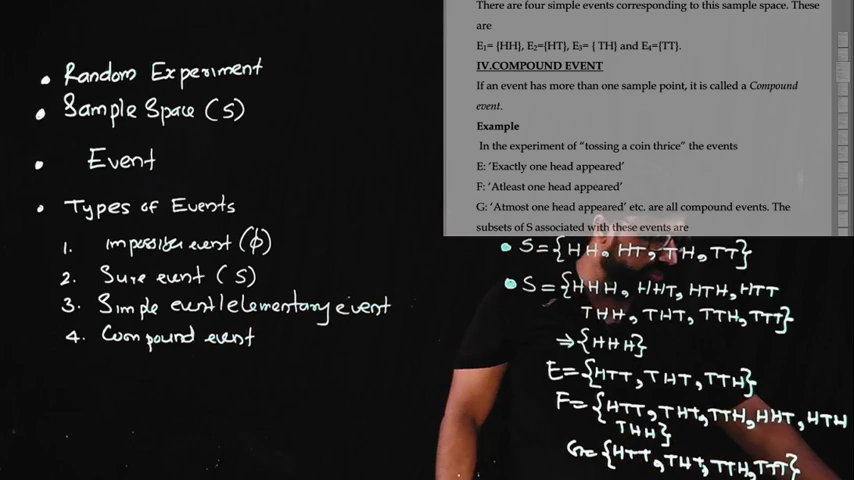 There are four simple events corresponding to this sample space. These
are
E₁= {HH}, E₂={HT}, E₃= { TH} and E₄={TT}.
IV.COMPOUND EVENT
If an event has more than one sample point, it is called a Compound
event.
Example
In the experiment of "tossing a coin thrice" the events
E: 'Exactly one head appeared'
F: 'Atleast one head appeared'
G: 'Atmost one head appeared' etc. are all compound events. The
subsets of S associated with these events are
• Random Experiment
• Sample Space (S)
• Event
• Types of Events
1. impossible event (ϕ)
2. Sure event (S)
3. Simple event/elementary event
4. Compound event
• S={HH, HT, TH, TT}
• S={HHH, HHT, HTH, HTT
THH, THT, TTH, TTT}
⇒{HHH}
E={HTT, THT, TTH}
F={HTT, THT, TTH, HHT, HTH
THH}
G={HTT, THT, TTH, TTT}